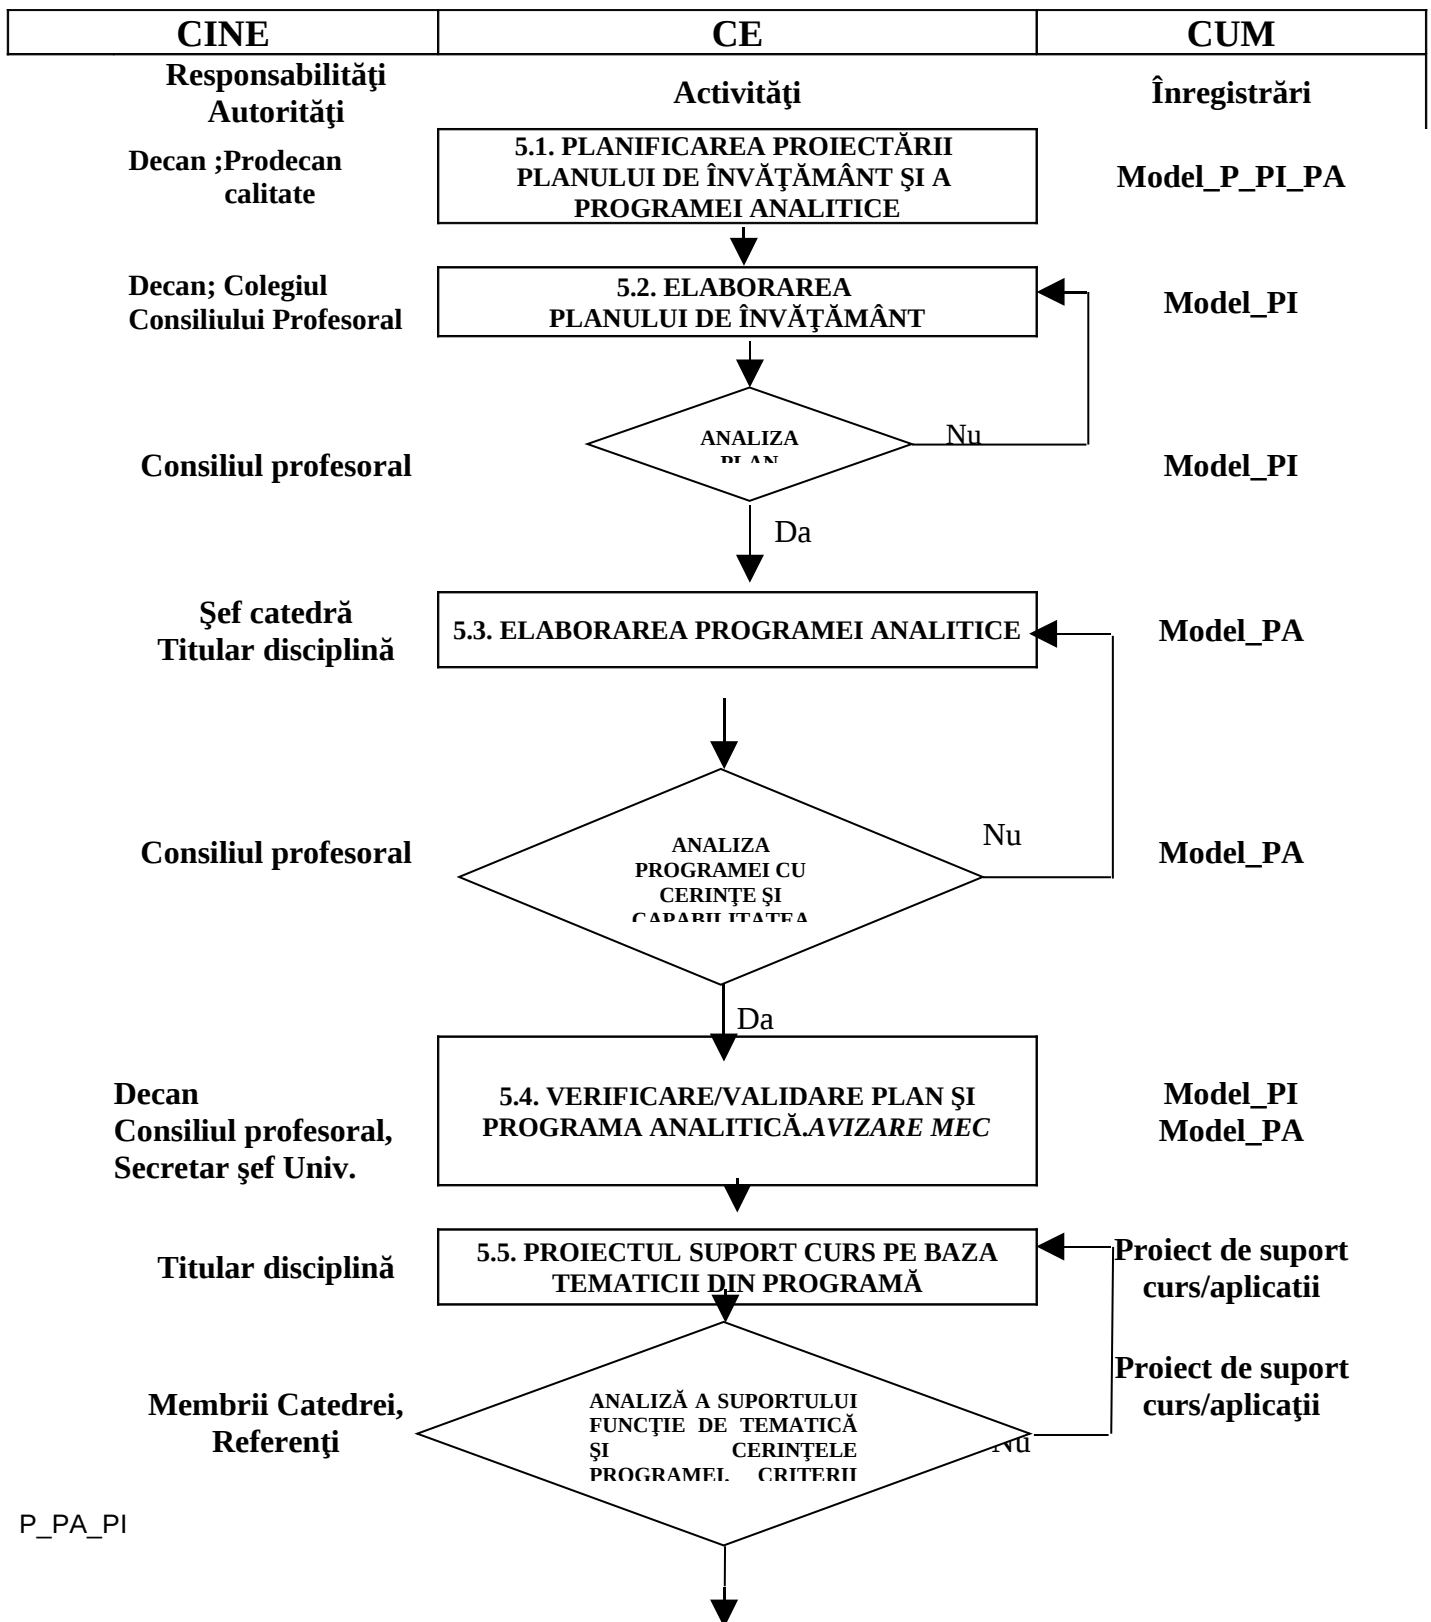 CINE CE CUM
Responsabilităţi
Autorităţi
Activităţi
Înregistrări
Decan ;Prodecan
calitate
5.1. PLANIFICAREA PROIECTĂRII
PLANULUI DE ÎNVĂŢĂMÂNT ŞI A
PROGRAMEI ANALITICE
Model_P_PI_PA
Decan; Colegiul
Consiliului Profesoral
5.2. ELABORAREA
PLANULUI DE ÎNVĂŢĂMÂNT
Model_PI
Consiliul profesoral
ANALIZA
PLAN
Nu
Model_PI
Da
Şef catedră
Titular disciplină
5.3. ELABORAREA PROGRAMEI ANALITICE
Model_PA
Consiliul profesoral
ANALIZA
PROGRAMEI CU
CERINŢE ŞI
CAPABILITATEA
Nu
Model_PA
Da
Decan
Consiliul profesoral,
Secretar şef Univ.
5.4. VERIFICARE/VALIDARE PLAN ŞI
PROGRAMA ANALITICĂ.AVIZARE MEC
Model_PI
Model_PA
Titular disciplină
5.5. PROIECTUL SUPORT CURS PE BAZA
TEMATICII DIN PROGRAMĂ
Proiect de suport
curs/aplicatii
Membrii Catedrei,
Referenţi
ANALIZĂ A SUPORTULUI
FUNCŢIE DE TEMATICĂ
ŞI CERINŢELE
PROGRAMEI. CRITERII
Nu
Proiect de suport
curs/aplicaţii
P_PA_PI